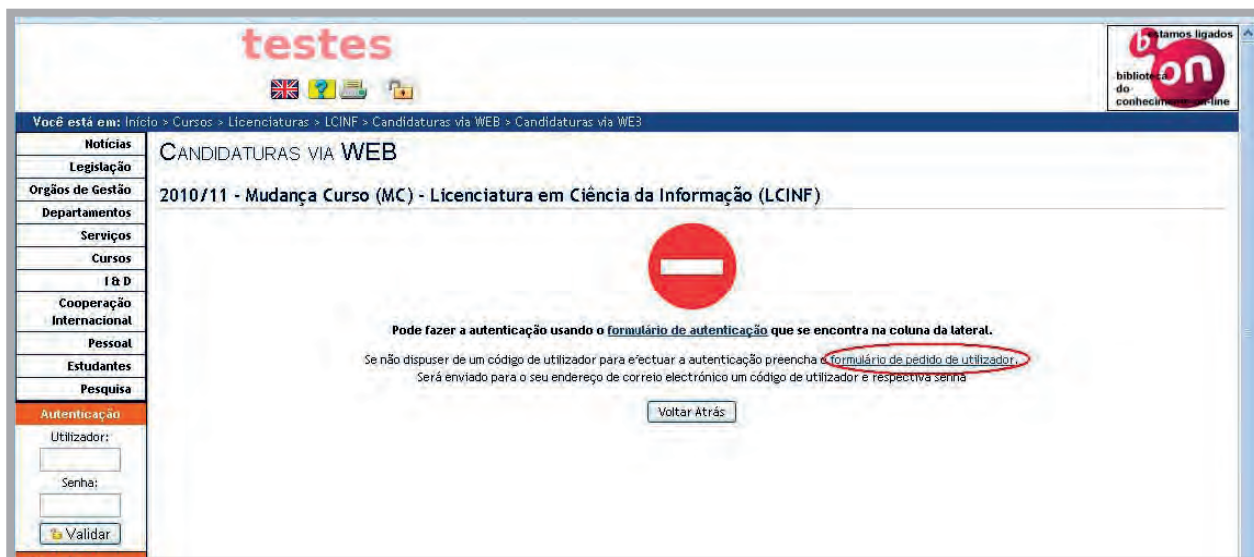 testes
estamos ligados
b on
biblioteca
do
conhecimento on-line
Você está em: Início > Cursos > Licenciaturas > LCINF > Candidaturas via WEB > Candidaturas via WEB
Notícias
Legislação
Orgãos de Gestão
Departamentos
Serviços
Cursos
I & D
Cooperação
Internacional
Pessoal
Estudantes
Pesquisa
Autenticação
Utilizador:
Senha:
Validar
CANDIDATURAS VIA WEB
2010/11 - Mudança Curso (MC) - Licenciatura em Ciência da Informação (LCINF)
Pode fazer a autenticação usando o formulário de autenticação que se encontra na coluna da lateral.
Se não dispuser de um código de utilizador para efectuar a autenticação preencha o formulário de pedido de utilizador.
Será enviado para o seu endereço de correio electrónico um código de utilizador e respectiva senha
Voltar Atrás